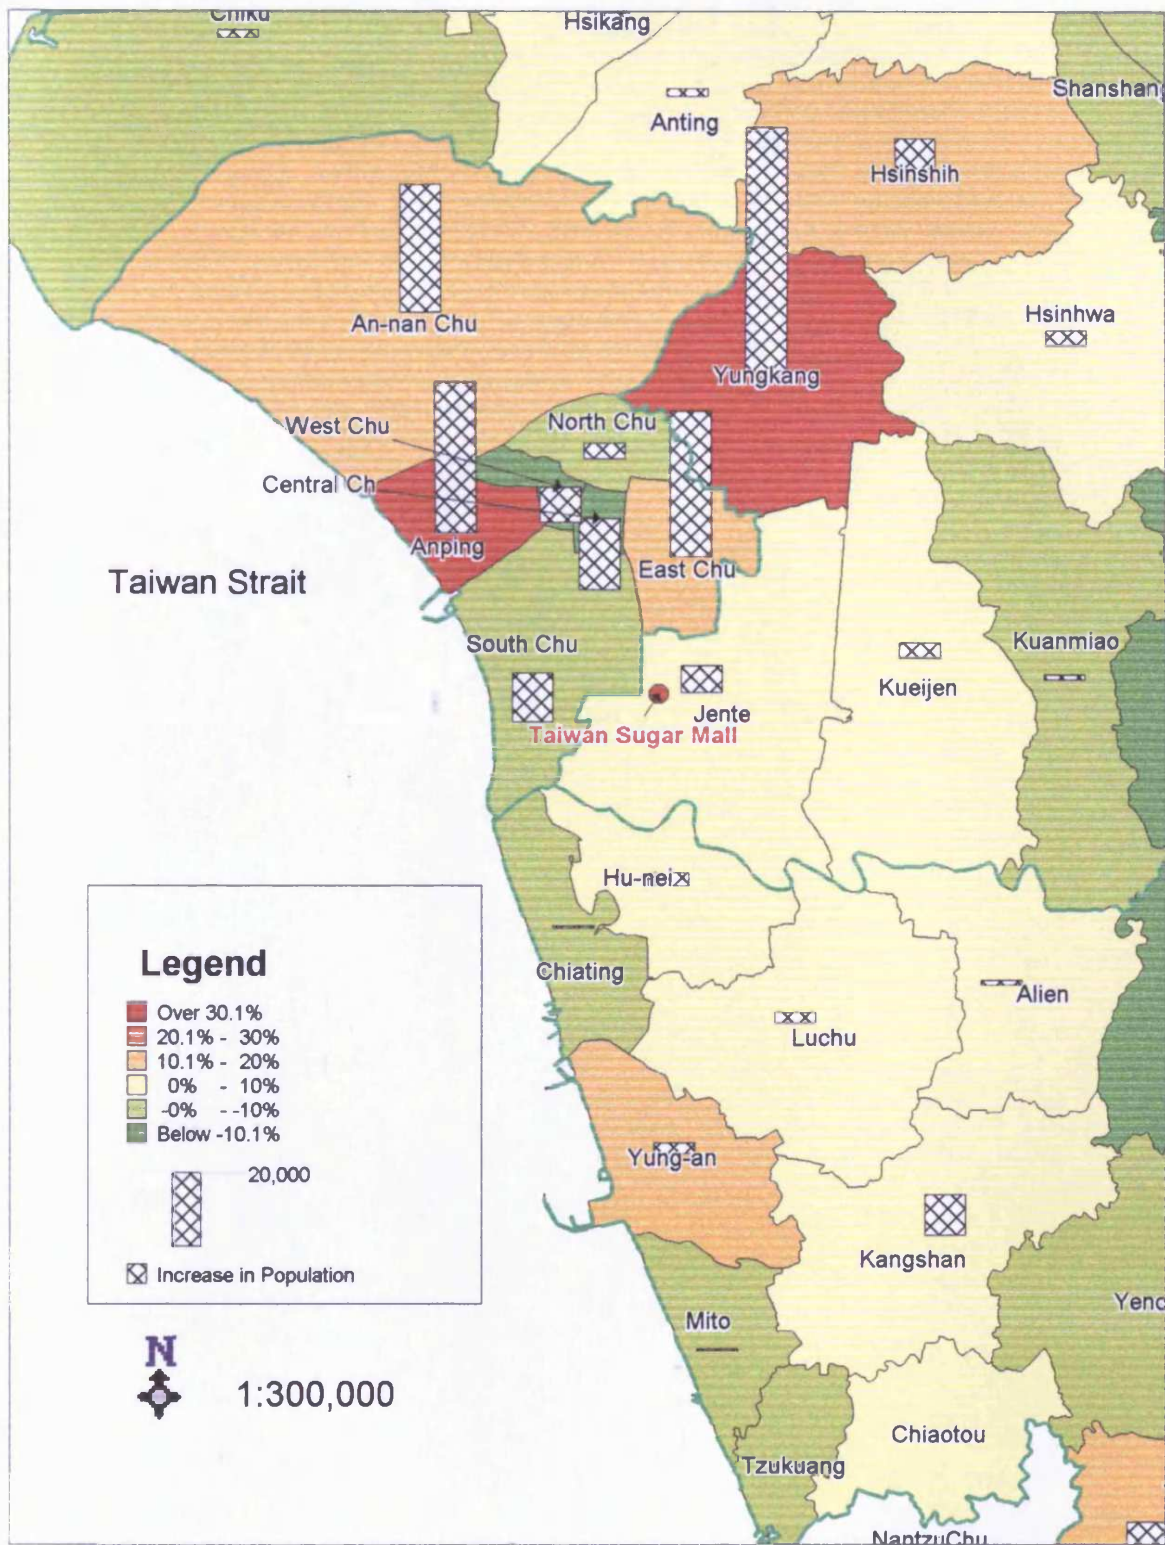 Chiku
Hsikang
Shanshang
Anting
Hsinshih
Hsinhwa
An-nan Chu
Yungkang
West Chu
North Chu
Central Ch
Anping
East Chu
Taiwan Strait
South Chu
Kuanmiao
Kueijen
Jente
Taiwan Sugar Mall
Hu-nei
Chiating
Alien
Luchu
Legend
Over 30.1%
20.1% - 30%
10.1% - 20%
0% - 10%
-0% - -10%
Below -10.1%
20,000
Increase in Population
Yung-an
Kangshan
Yenc
Mito
N
1:300,000
Chiaotou
Tzukuang
NantzuChu